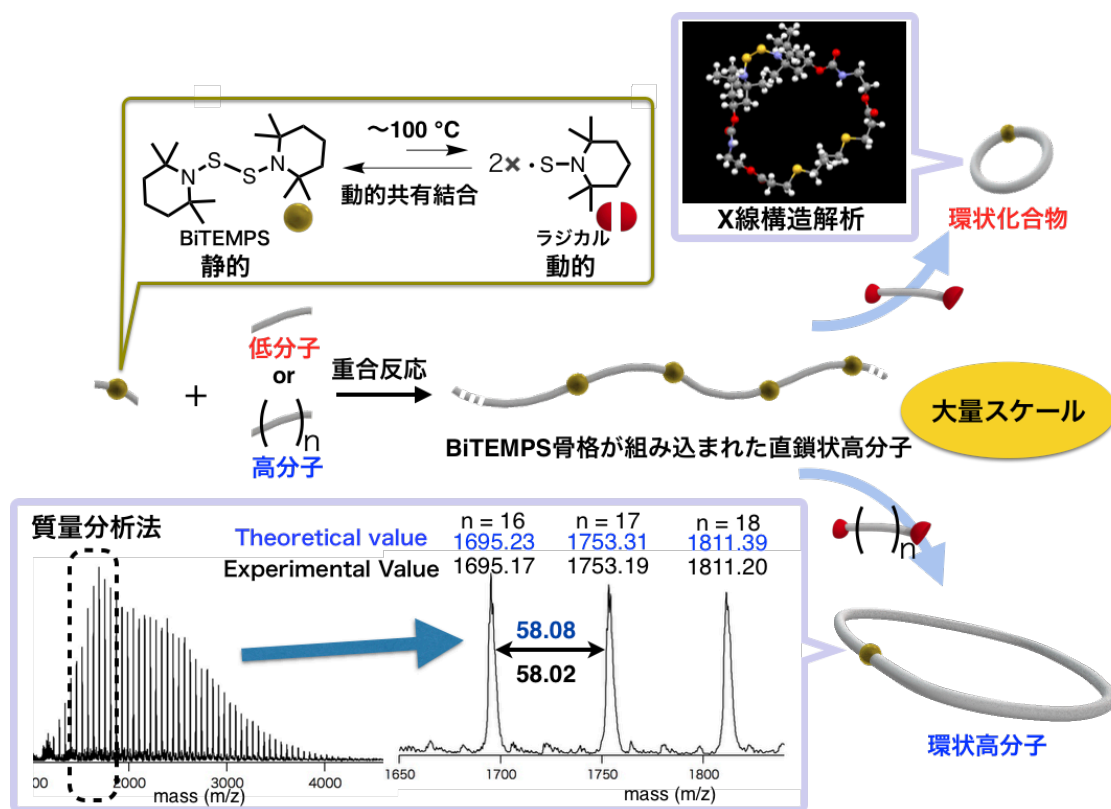 〜100 °C
動的共有結合
N
S
S
N
2× ·S−N
BiTEMPS
静的
ラジカル
動的
X線構造解析
環状化合物
低分子
or
( )n
高分子
+
重合反応
BiTEMPS骨格が組み込まれた直鎖状高分子
大量スケール
( )n
環状高分子
質量分析法
n = 16 n = 17 n = 18
Theoretical value 1695.23 1753.31 1811.39
Experimental Value 1695.17 1753.19 1811.20
58.08
58.02
00 2000 3000 4000
mass (m/z)
1650 1700 1750 1800
mass (m/z)